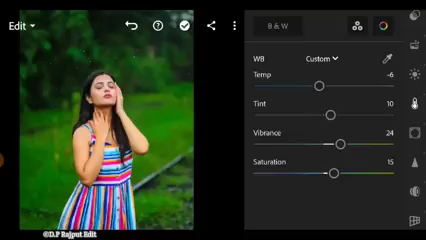 Edit
B & W
WB
Custom
Temp
-6
Tint
10
Vibrance
24
Saturation
15
©D.P Rajput Edit